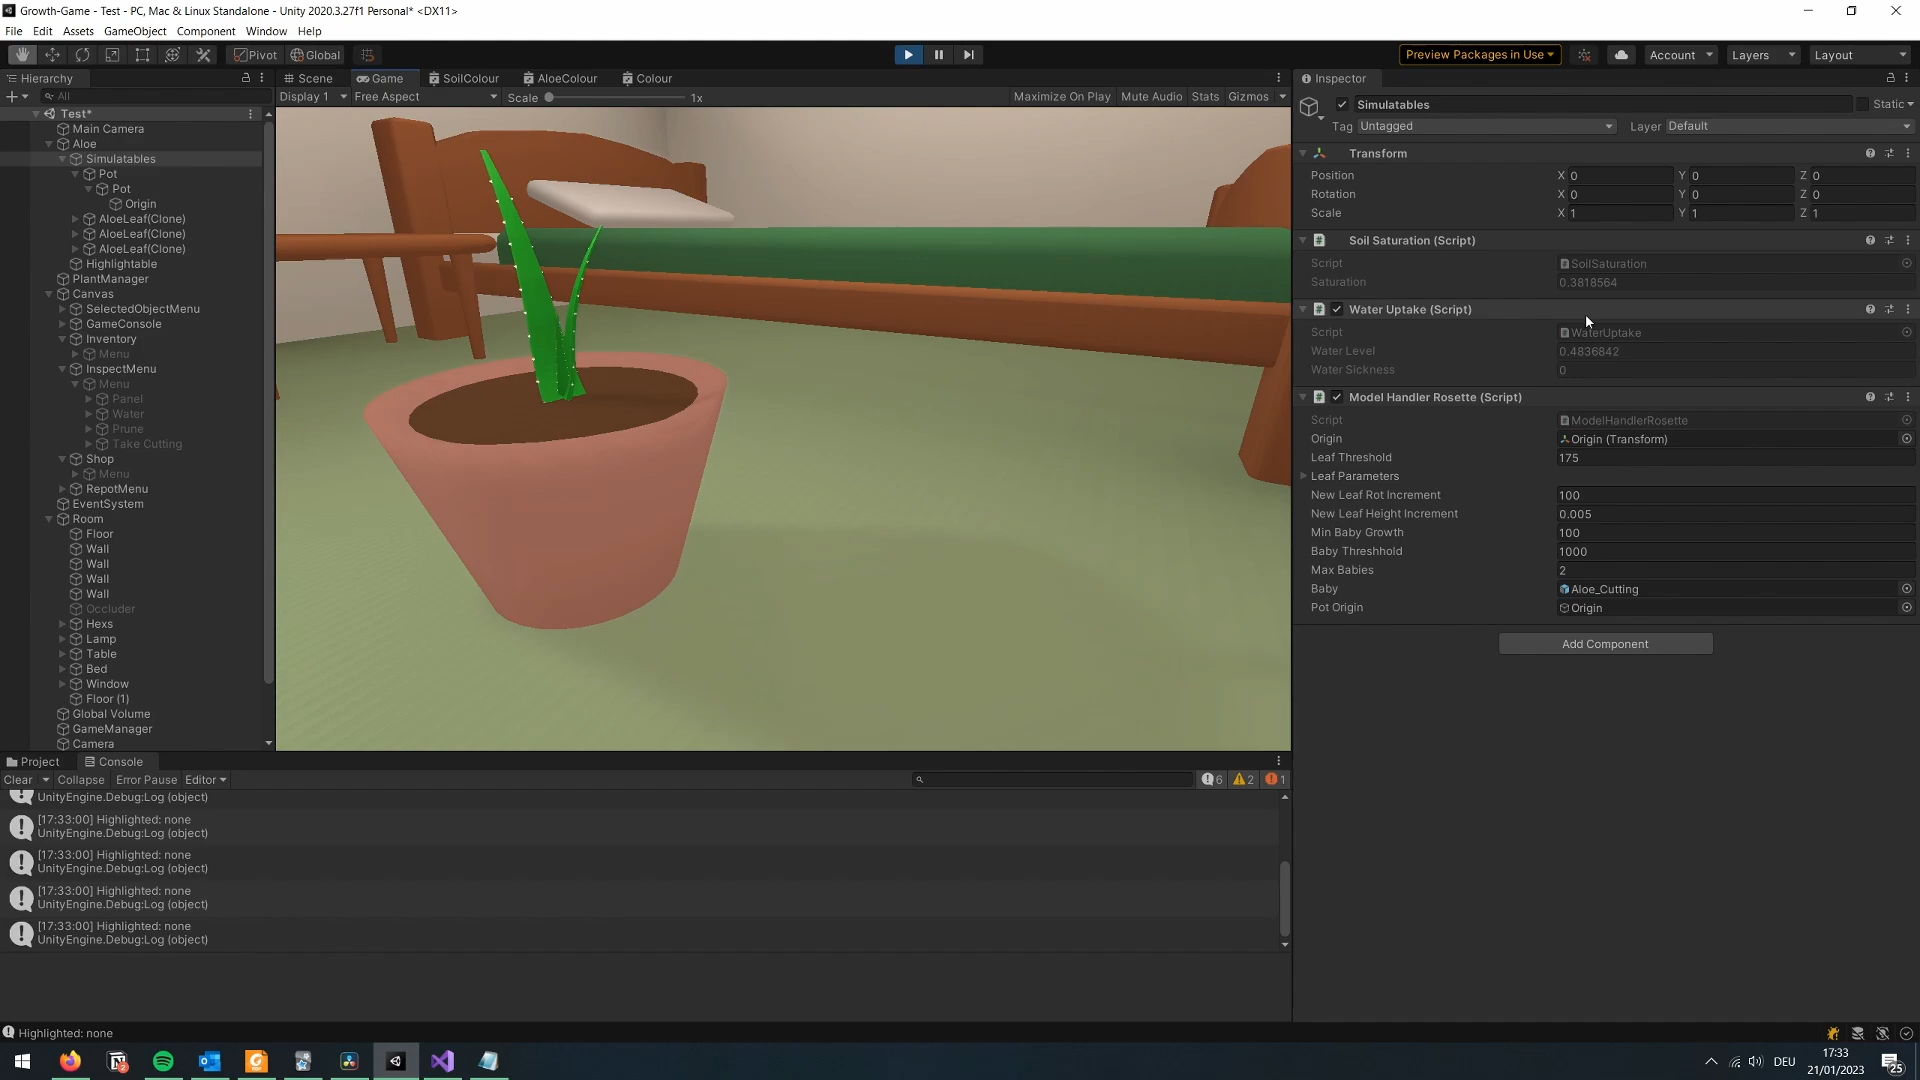 Growth-Game - Test - PC, Mac & Linux Standalone - Unity 2020.3.27f1 Personal* <DX11>
File Edit Assets GameObject Component Window Help
Pivot Global
Preview Packages in Use
Account Layers Layout
Hierarchy
Scene Game SoilColour AloeColour Colour
Inspector
All
Display 1 Free Aspect Scale 1x Maximize On Play Mute Audio Stats Gizmos
Test*
Main Camera
Aloe
Simulatables
Pot
Pot
Origin
AloeLeaf(Clone)
AloeLeaf(Clone)
AloeLeaf(Clone)
Highlightable
PlantManager
Canvas
SelectedObjectMenu
GameConsole
Inventory
Menu
InspectMenu
Menu
Panel
Water
Prune
Take Cutting
Shop
Menu
RepotMenu
EventSystem
Room
Floor
Wall
Wall
Wall
Wall
Occluder
Hexs
Lamp
Table
Bed
Window
Floor (1)
Global Volume
GameManager
Camera
Simulatables Static
Tag Untagged Layer Default
Transform
Position X 0 Y 0 Z 0
Rotation X 0 Y 0 Z 0
Scale X 1 Y 1 Z 1
Soil Saturation (Script)
Script SoilSaturation
Saturation 0.3818564
Water Uptake (Script)
Script WaterUptake
Water Level 0.4836842
Water Sickness 0
Model Handler Rosette (Script)
Script ModelHandlerRosette
Origin Origin (Transform)
Leaf Threshold 175
Leaf Parameters
New Leaf Rot Increment 100
New Leaf Height Increment 0.005
Min Baby Growth 100
Baby Threshhold 1000
Max Babies 2
Baby Aloe_Cutting
Pot Origin Origin
Add Component
Project Console
Clear Collapse Error Pause Editor 6 2 1
UnityEngine.Debug:Log (object)
[17:33:00] Highlighted: none
UnityEngine.Debug:Log (object)
[17:33:00] Highlighted: none
UnityEngine.Debug:Log (object)
[17:33:00] Highlighted: none
UnityEngine.Debug:Log (object)
[17:33:00] Highlighted: none
UnityEngine.Debug:Log (object)
Highlighted: none
DEU
17:33
21/01/2023
25